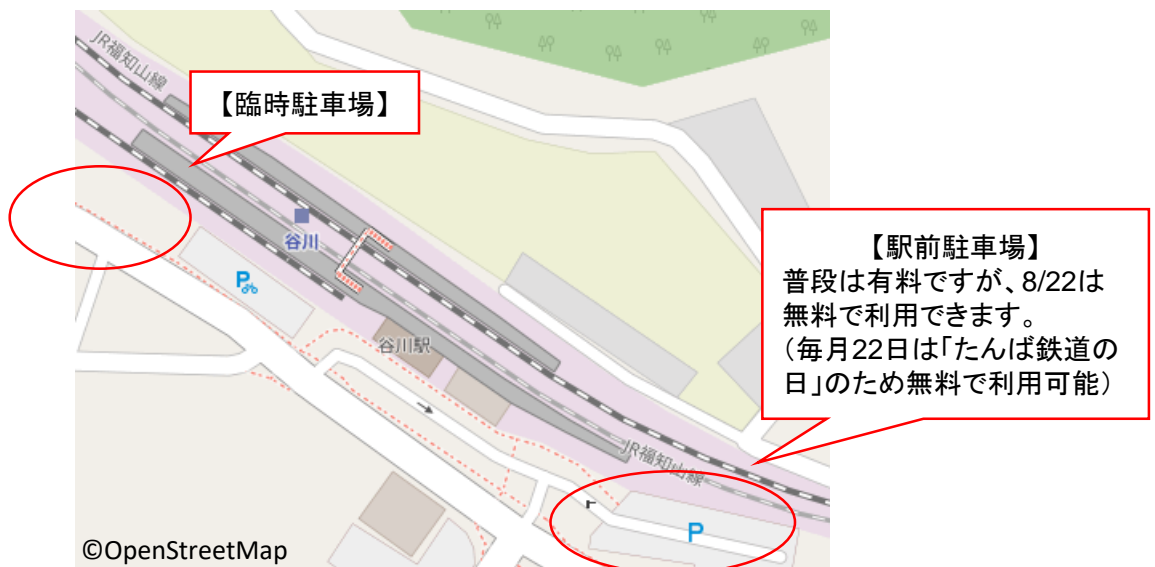 JR福知山線
【臨時駐車場】
谷川
P
谷川駅
【駅前駐車場】
普段は有料ですが、8/22は
無料で利用できます。
（毎月22日は「たんば鉄道の
日」のため無料で利用可能）
JR福知山線
P
©OpenStreetMap